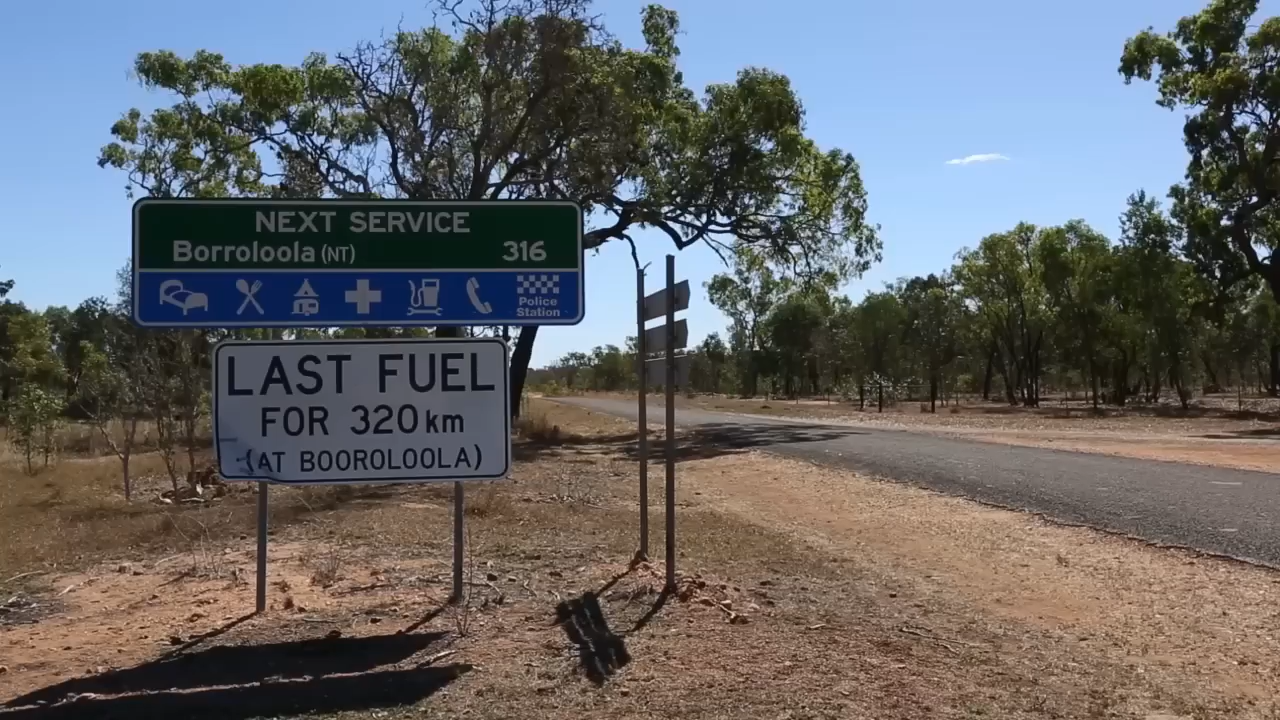 NEXT SERVICE
Borroloola (NT) 316
Police
Station
LAST FUEL
FOR 320 km
(AT BOOROLOOLA)